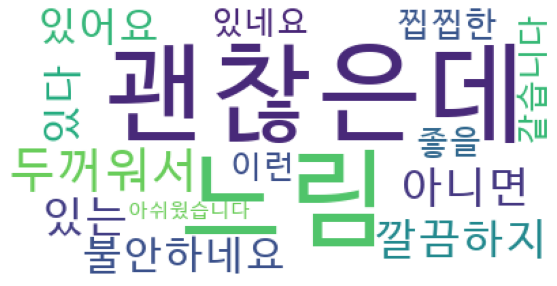 있어요 있네요 찝찝한
괜찮은데
있다 같습니다
좋을
두꺼워서 느림 이런 아니면
있는 아쉬웠습니다
불안하네요 깔끔하지